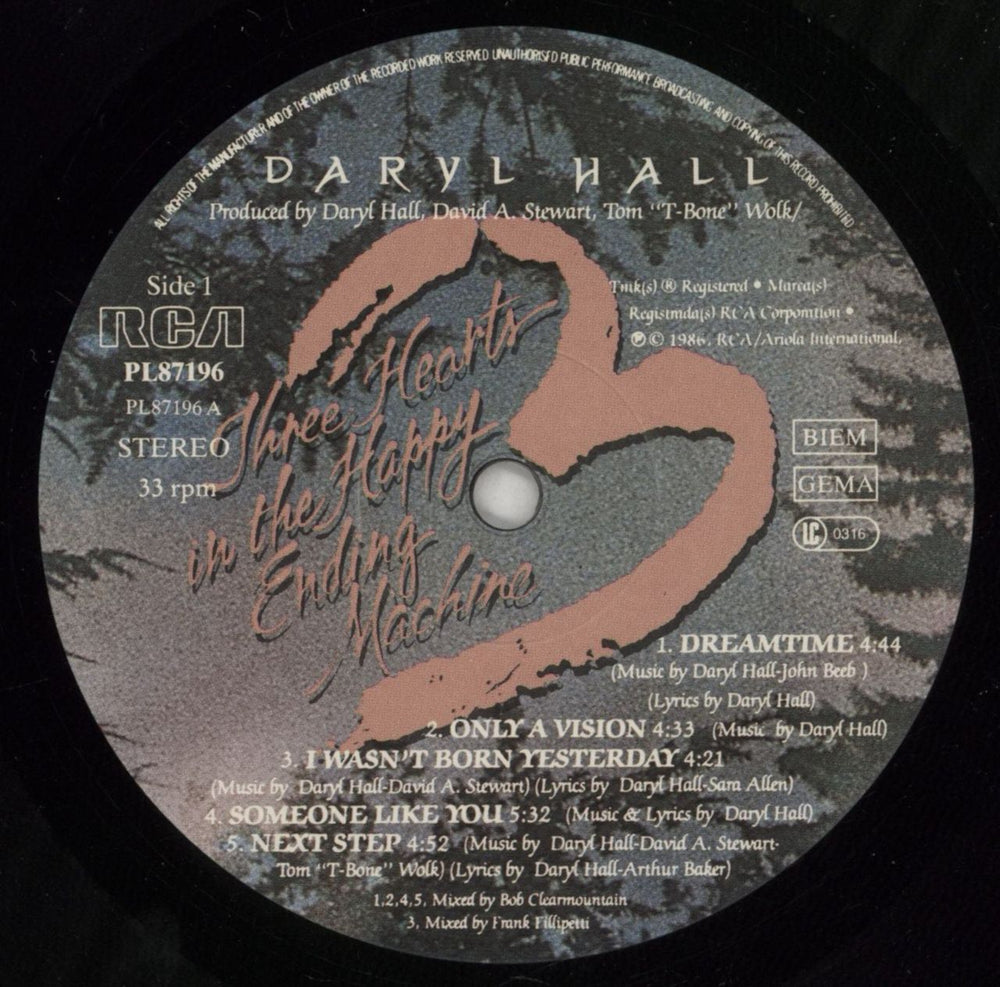 ALL RIGHTS OF THE MANUFACTURER AND OF THE OWNER OF THE RECORDED WORK RESERVED UNAUTHORISED PUBLIC PERFORMANCE BROADCASTING AND COPYING OF THIS RECORD PROHIBITED
DARYL HALL
Produced by Daryl Hall, David A. Stewart, Tom "T-Bone" Wolk/
Side 1
RCA
PL87196
PL87196 A
STEREO
33 rpm
Tmk(s) ® Registered • Marca(s)
Registrada(s) RCA Corporation •
℗ © 1986, RCA/Ariola International.
Three Hearts
in the Happy
Ending
Machine
BIEM
GEMA
LC 0316
1. DREAMTIME 4:44
(Music by Daryl Hall-John Beeb )
(Lyrics by Daryl Hall)
2. ONLY A VISION 4:33 (Music by Daryl Hall)
3. I WASN'T BORN YESTERDAY 4:21
(Music by Daryl Hall-David A. Stewart) (Lyrics by Daryl Hall-Sara Allen)
4. SOMEONE LIKE YOU 5:32 (Music & Lyrics by Daryl Hall)
5. NEXT STEP 4:52 (Music by Daryl Hall-David A. Stewart-
Tom "T-Bone" Wolk) (Lyrics by Daryl Hall-Arthur Baker)
1,2,4,5, Mixed by Bob Clearmountain
3, Mixed by Frank Fillipetti